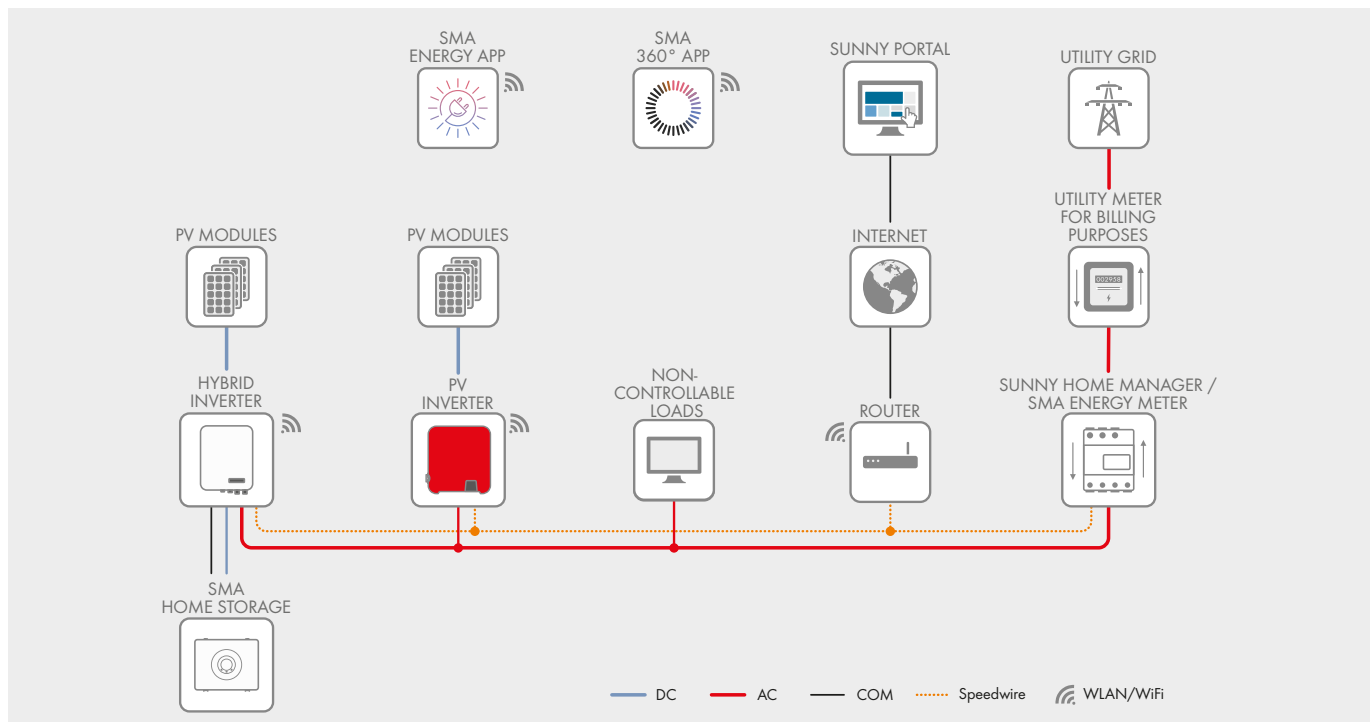 SMA
ENERGY APP
SMA
360° APP
SUNNY PORTAL
UTILITY GRID
PV MODULES
PV MODULES
INTERNET
UTILITY METER
FOR BILLING
PURPOSES
002938
HYBRID
INVERTER
PV
INVERTER
NON-
CONTROLLABLE
LOADS
ROUTER
SUNNY HOME MANAGER /
SMA ENERGY METER
SMA
HOME STORAGE
DC
AC
COM
Speedwire
WLAN/WiFi